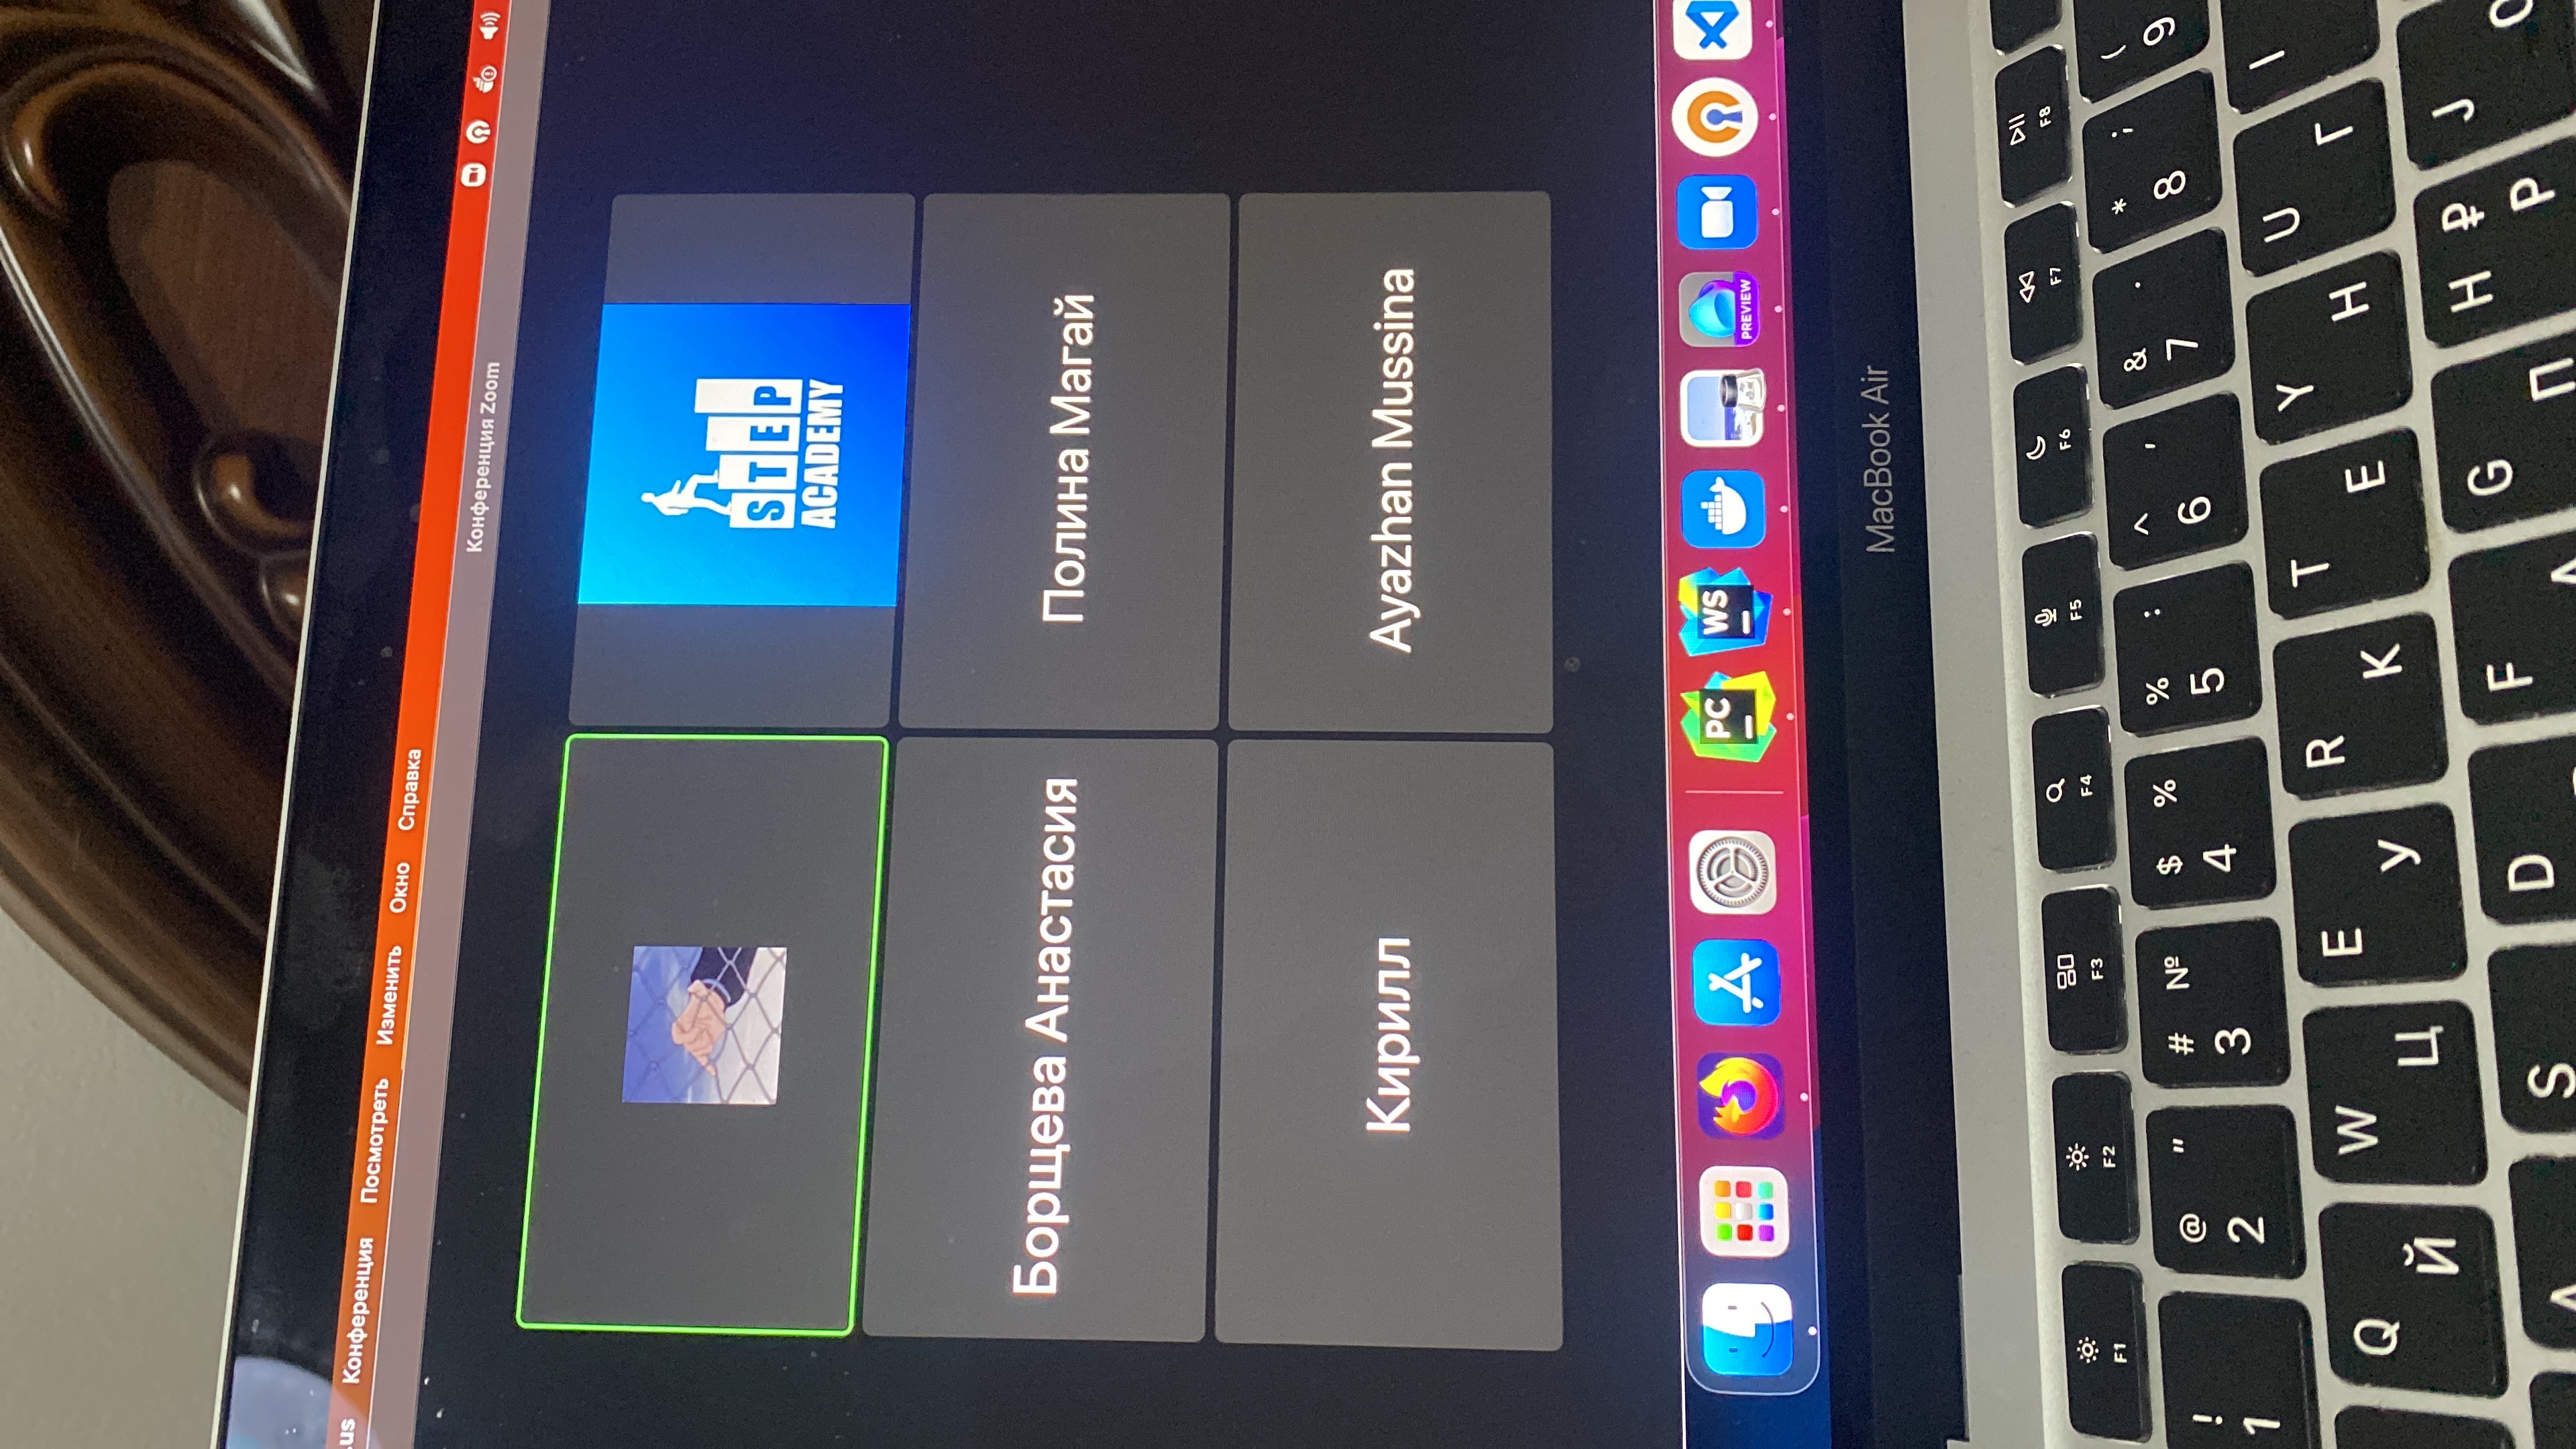 .us Конференция Посмотреть Изменить Окно Справка
Конференция Zoom
STEP
ACADEMY
Борщева Анастасия
Полина Магай
Кирилл
Ayazhan Mussina
PC
WS
PREVIEW
MacBook Air
F1 F2 F3 F4 F5 F6 F7 F8
! @ " # № $ % % : ^ , & . * ; (
1 2 3 4 5 6 7 8 9
Q W E R T Y U I
Й Ц У К Е Н Г
A S D F G H ₽ J
П Р О